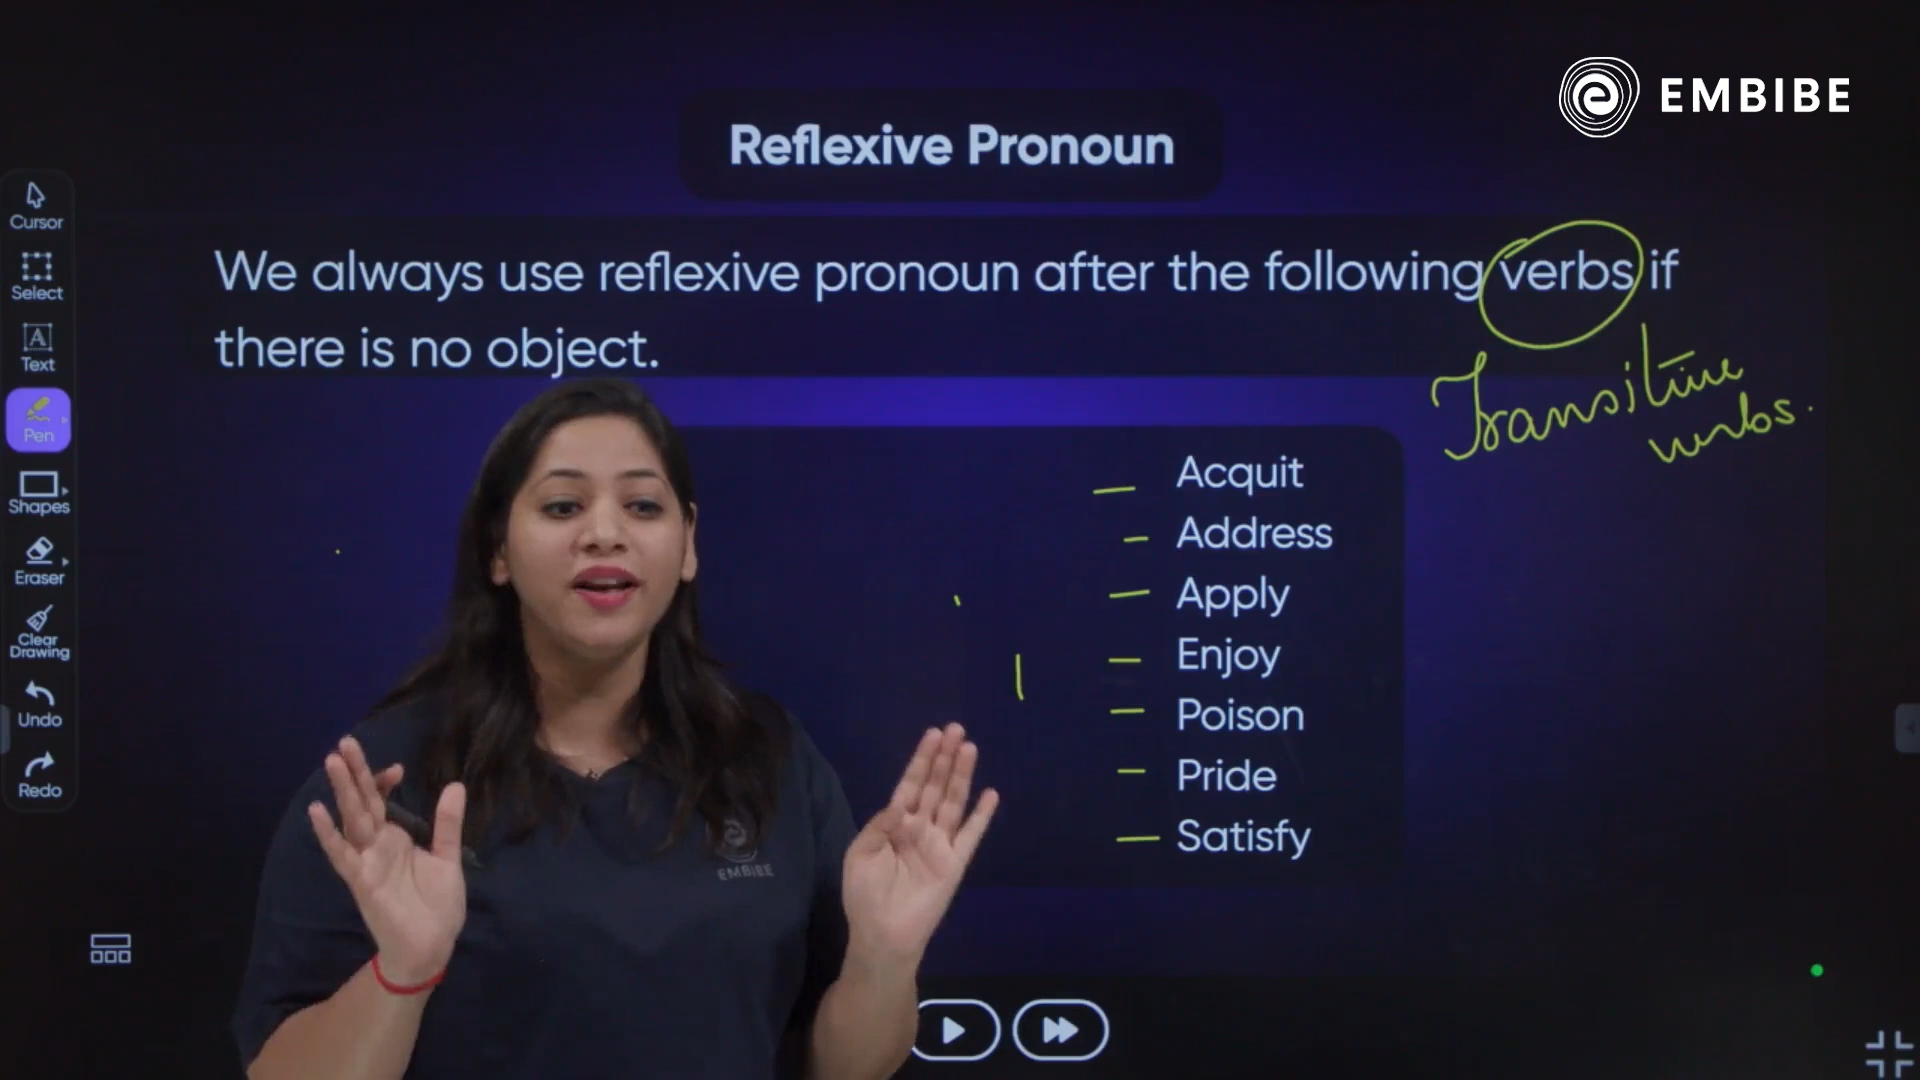 EMBIBE
Reflexive Pronoun
Cursor
Select
Text
Pen
Shapes
Eraser
Clear
Drawing
Undo
Redo
We always use reflexive pronoun after the following verbs if
there is no object.
Transitive
verbs.
Acquit
Address
Apply
Enjoy
Poison
Pride
Satisfy
EMBIBE